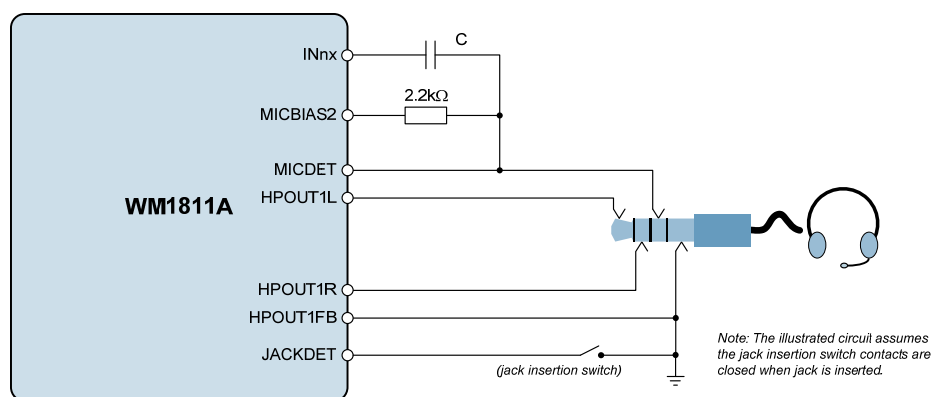 INnx
C
2.2kΩ
MICBIAS2
MICDET
WM1811A
HPOUT1L
HPOUT1R
HPOUT1FB
JACKDET
(jack insertion switch)
Note: The illustrated circuit assumes
the jack insertion switch contacts are
closed when jack is inserted.